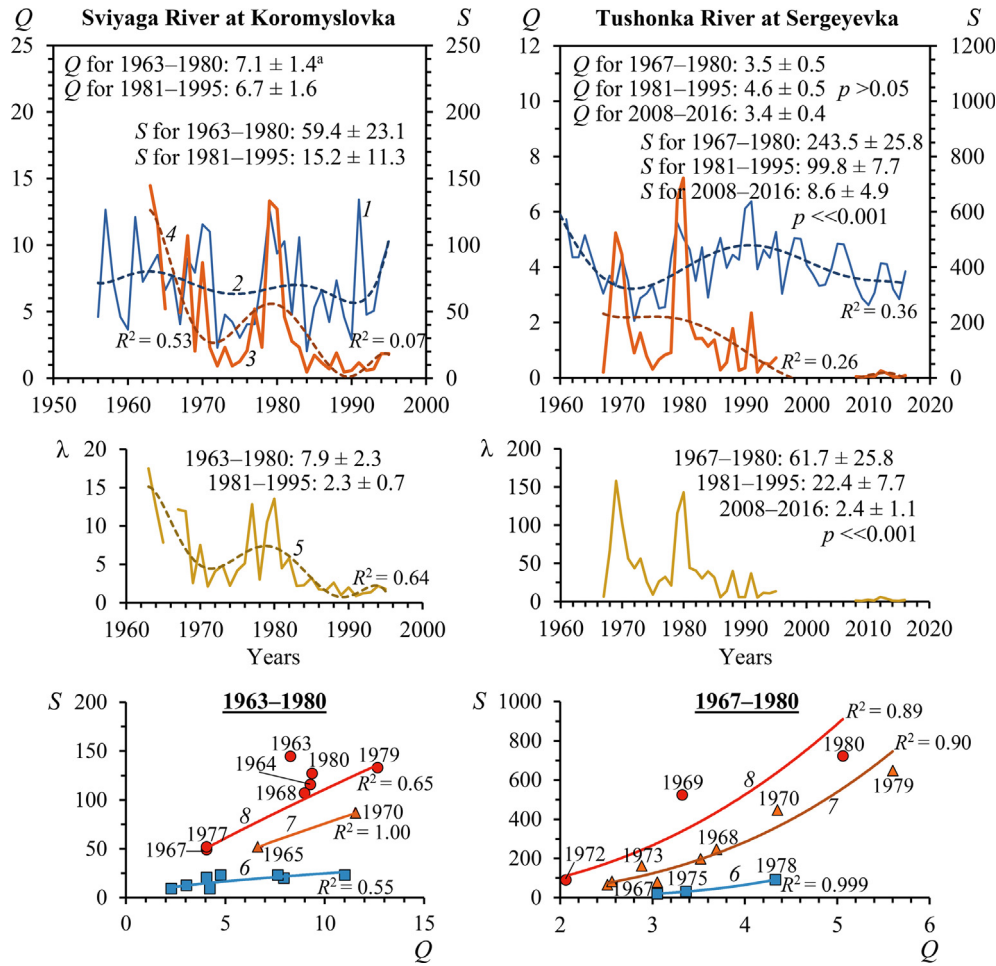 Sviyaga River at Koromyslovka
Q
S
25
20
15
10
5
0
250
200
150
100
50
0
Q for 1963–1980: 7.1 ± 1.4ᵃ
Q for 1981–1995: 6.7 ± 1.6
S for 1963–1980: 59.4 ± 23.1
S for 1981–1995: 15.2 ± 11.3
1
4
2
3
R² = 0.53
R² = 0.07
1950 1960 1970 1980 1990 2000
Tushonka River at Sergeyevka
Q
S
12
10
8
6
4
2
0
1200
1000
800
600
400
200
0
Q for 1967–1980: 3.5 ± 0.5
Q for 1981–1995: 4.6 ± 0.5 p >0.05
Q for 2008–2016: 3.4 ± 0.4
S for 1967–1980: 243.5 ± 25.8
S for 1981–1995: 99.8 ± 7.7
S for 2008–2016: 8.6 ± 4.9
p <<0.001
R² = 0.36
R² = 0.26
1960 1970 1980 1990 2000 2010 2020
λ
20
15
10
5
0
1963–1980: 7.9 ± 2.3
1981–1995: 2.3 ± 0.7
5
R² = 0.64
1960 1970 1980 1990 2000
Years
λ
200
150
100
50
0
1967–1980: 61.7 ± 25.8
1981–1995: 22.4 ± 7.7
2008–2016: 2.4 ± 1.1
p <<0.001
1960 1970 1980 1990 2000 2010 2020
Years
S
1963–1980
200
150
100
50
0
1963
1964
1980
1979
1968
R² = 0.65
8
1970
1977
7
R² = 1.00
1967
1965
6
R² = 0.55
0 5 10 15
Q
S
1967–1980
1000
800
600
400
200
0
R² = 0.89
1980
R² = 0.90
1969
8
1979
1970
7
1968
1972
1973
1978
1967
1975
6
R² = 0.999
2 3 4 5 6
Q